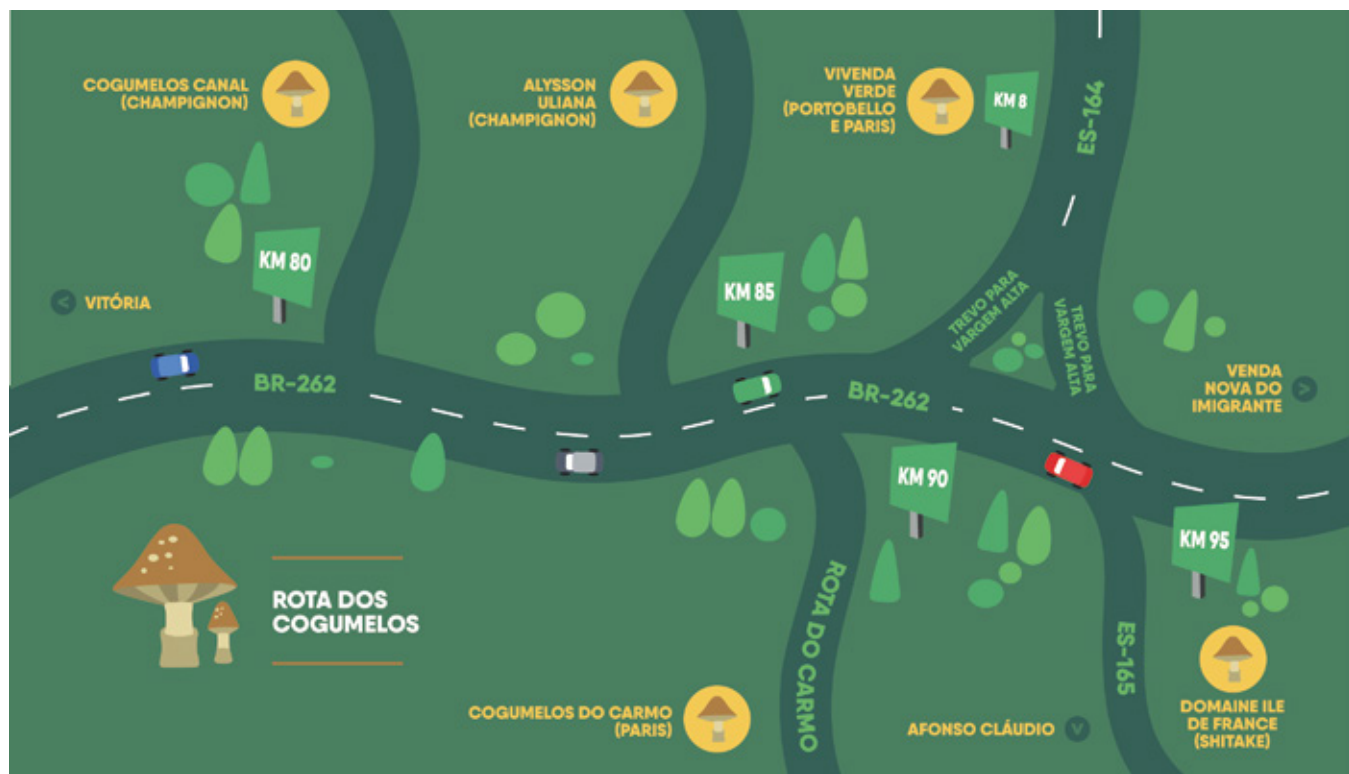 COGUMELOS CANAL
(CHAMPIGNON)
ALYSSON
ULIANA
(CHAMPIGNON)
VIVENDA
VERDE
(PORTOBELLO
E PARIS)
KM 8
ES-164
KM 80
KM 85
VITÓRIA
TREVO PARA
VARGEM ALTA
TREVO PARA
VARGEM ALTA
VENDA
NOVA DO
IMIGRANTE
BR-262
BR-262
KM 90
KM 95
ROTA DOS
COGUMELOS
ROTA DO CARMO
ES-165
COGUMELOS DO CARMO
(PARIS)
AFONSO CLÁUDIO
DOMAINE ILE
DE FRANCE
(SHITAKE)